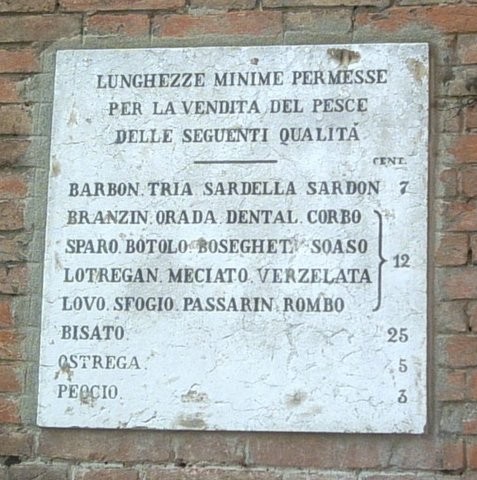 LUNGHEZZE MINIME PERMESSE
PER LA VENDITA DEL PESCE
DELLE SEGUENTI QUALITÀ
CENT.
BARBON. TRIA SARDELLA SARDON 7
BRANZIN. ORADA. DENTAL. CORBO
SPARO. BOTOLO. BOSEGHET. SOASO
LOTREGAN. MECIATO. VERZELATA 12
LOVO. SFOGIO. PASSARIN. ROMBO
BISATO. 25
OSTREGA. 5
PEOCIO. 3